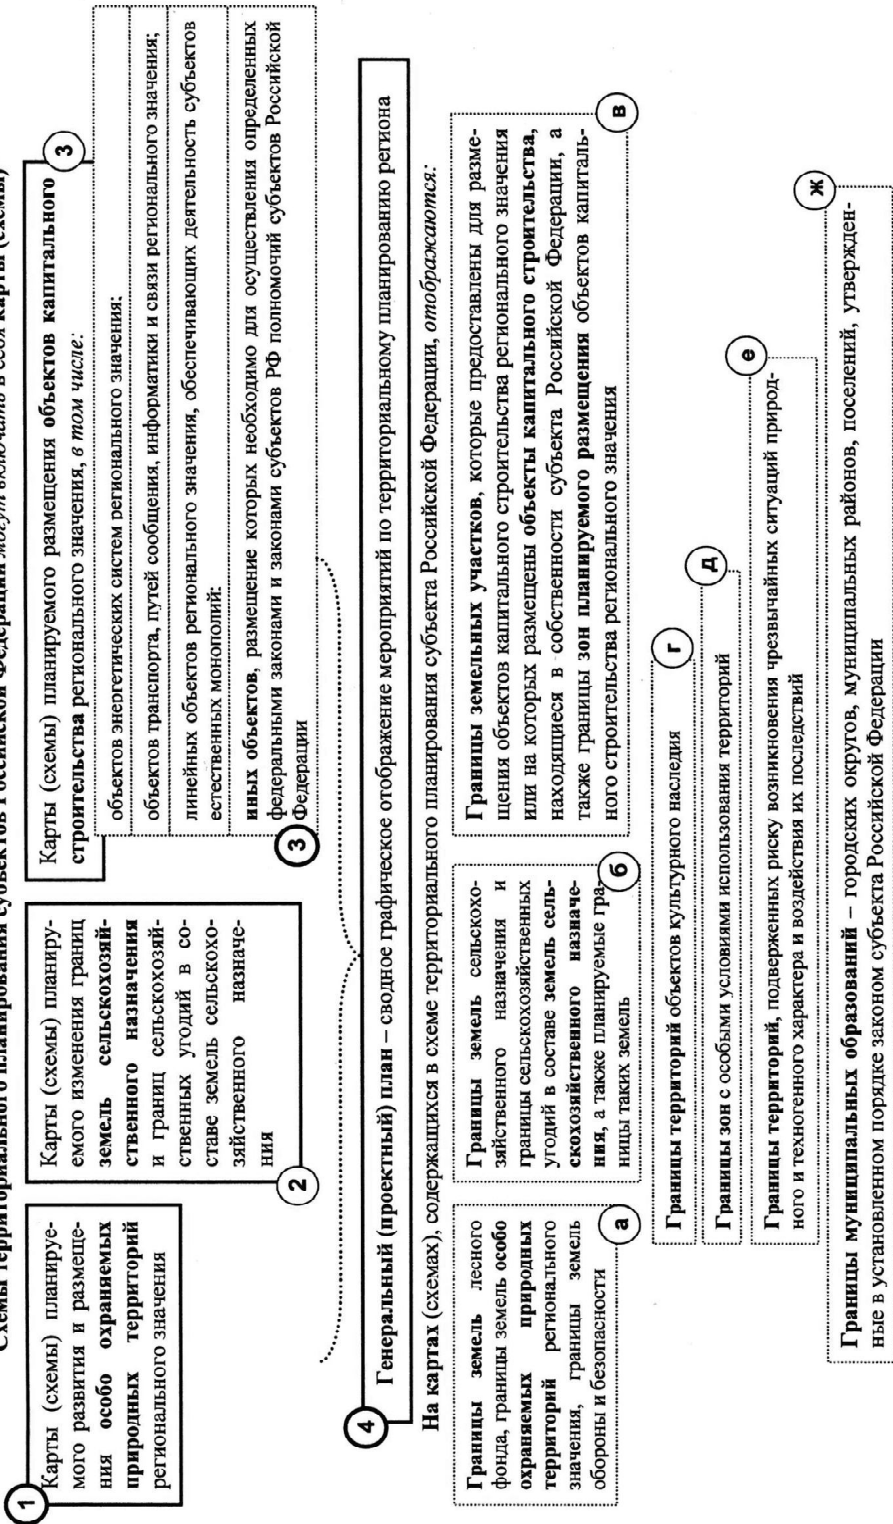 Схемы территориального планирования субъектов Российской Федерации могут включать в себя карты (схемы)
1
Карты (схемы) планируе-
мого развития и размеще-
ния особо охраняемых
природных территорий
регионального значения
Карты (схемы) планиру-
емого изменения границ
земель сельскохозяй-
ственного назначения
и границ сельскохозяй-
ственных угодий в со-
ставе земель сельскохо-
зяйственного назначе-
ния
2
Карты (схемы) планируемого размещения объектов капитального
строительства регионального значения, в том числе:
3
объектов энергетических систем регионального значения:
объектов транспорта, путей сообщения, информатики и связи регионального значения;
линейных объектов регионального значения, обеспечивающих деятельность субъектов
естественных монополий:
иных объектов, размещение которых необходимо для осуществления определенных
федеральными законами и законами субъектов РФ полномочий субъектов Российской
Федерации
3
4
Генеральный (проектный) план – сводное графическое отображение мероприятий по территориальному планированию региона
На картах (схемах), содержащихся в схеме территориального планирования субъекта Российской Федерации, отображаются:
Границы земель лесного
фонда, границы земель особо
охраняемых природных
территорий регионального
значения, границы земель
обороны и безопасности
а
Границы земель сельскохо-
зяйственного назначения и
границы сельскохозяйственных
угодий в составе земель сель-
скохозяйственного назначе-
ния, а также планируемые гра-
ницы таких земель
б
Границы земельных участков, которые предоставлены для разме-
щения объектов капитального строительства регионального значения
или на которых размещены объекты капитального строительства,
находящиеся в собственности субъекта Российской Федерации, а
также границы зон планируемого размещения объектов капиталь-
ного строительства регионального значения
в
Границы территорий объектов культурного наследия
г
Границы зон с особыми условиями использования территорий
д
Границы территорий, подверженных риску возникновения чрезвычайных ситуаций природ-
ного и техногенного характера и воздействия их последствий
е
Границы муниципальных образований – городских округов, муниципальных районов, поселений, утвержден-
ные в установленном порядке законом субъекта Российской Федерации
ж